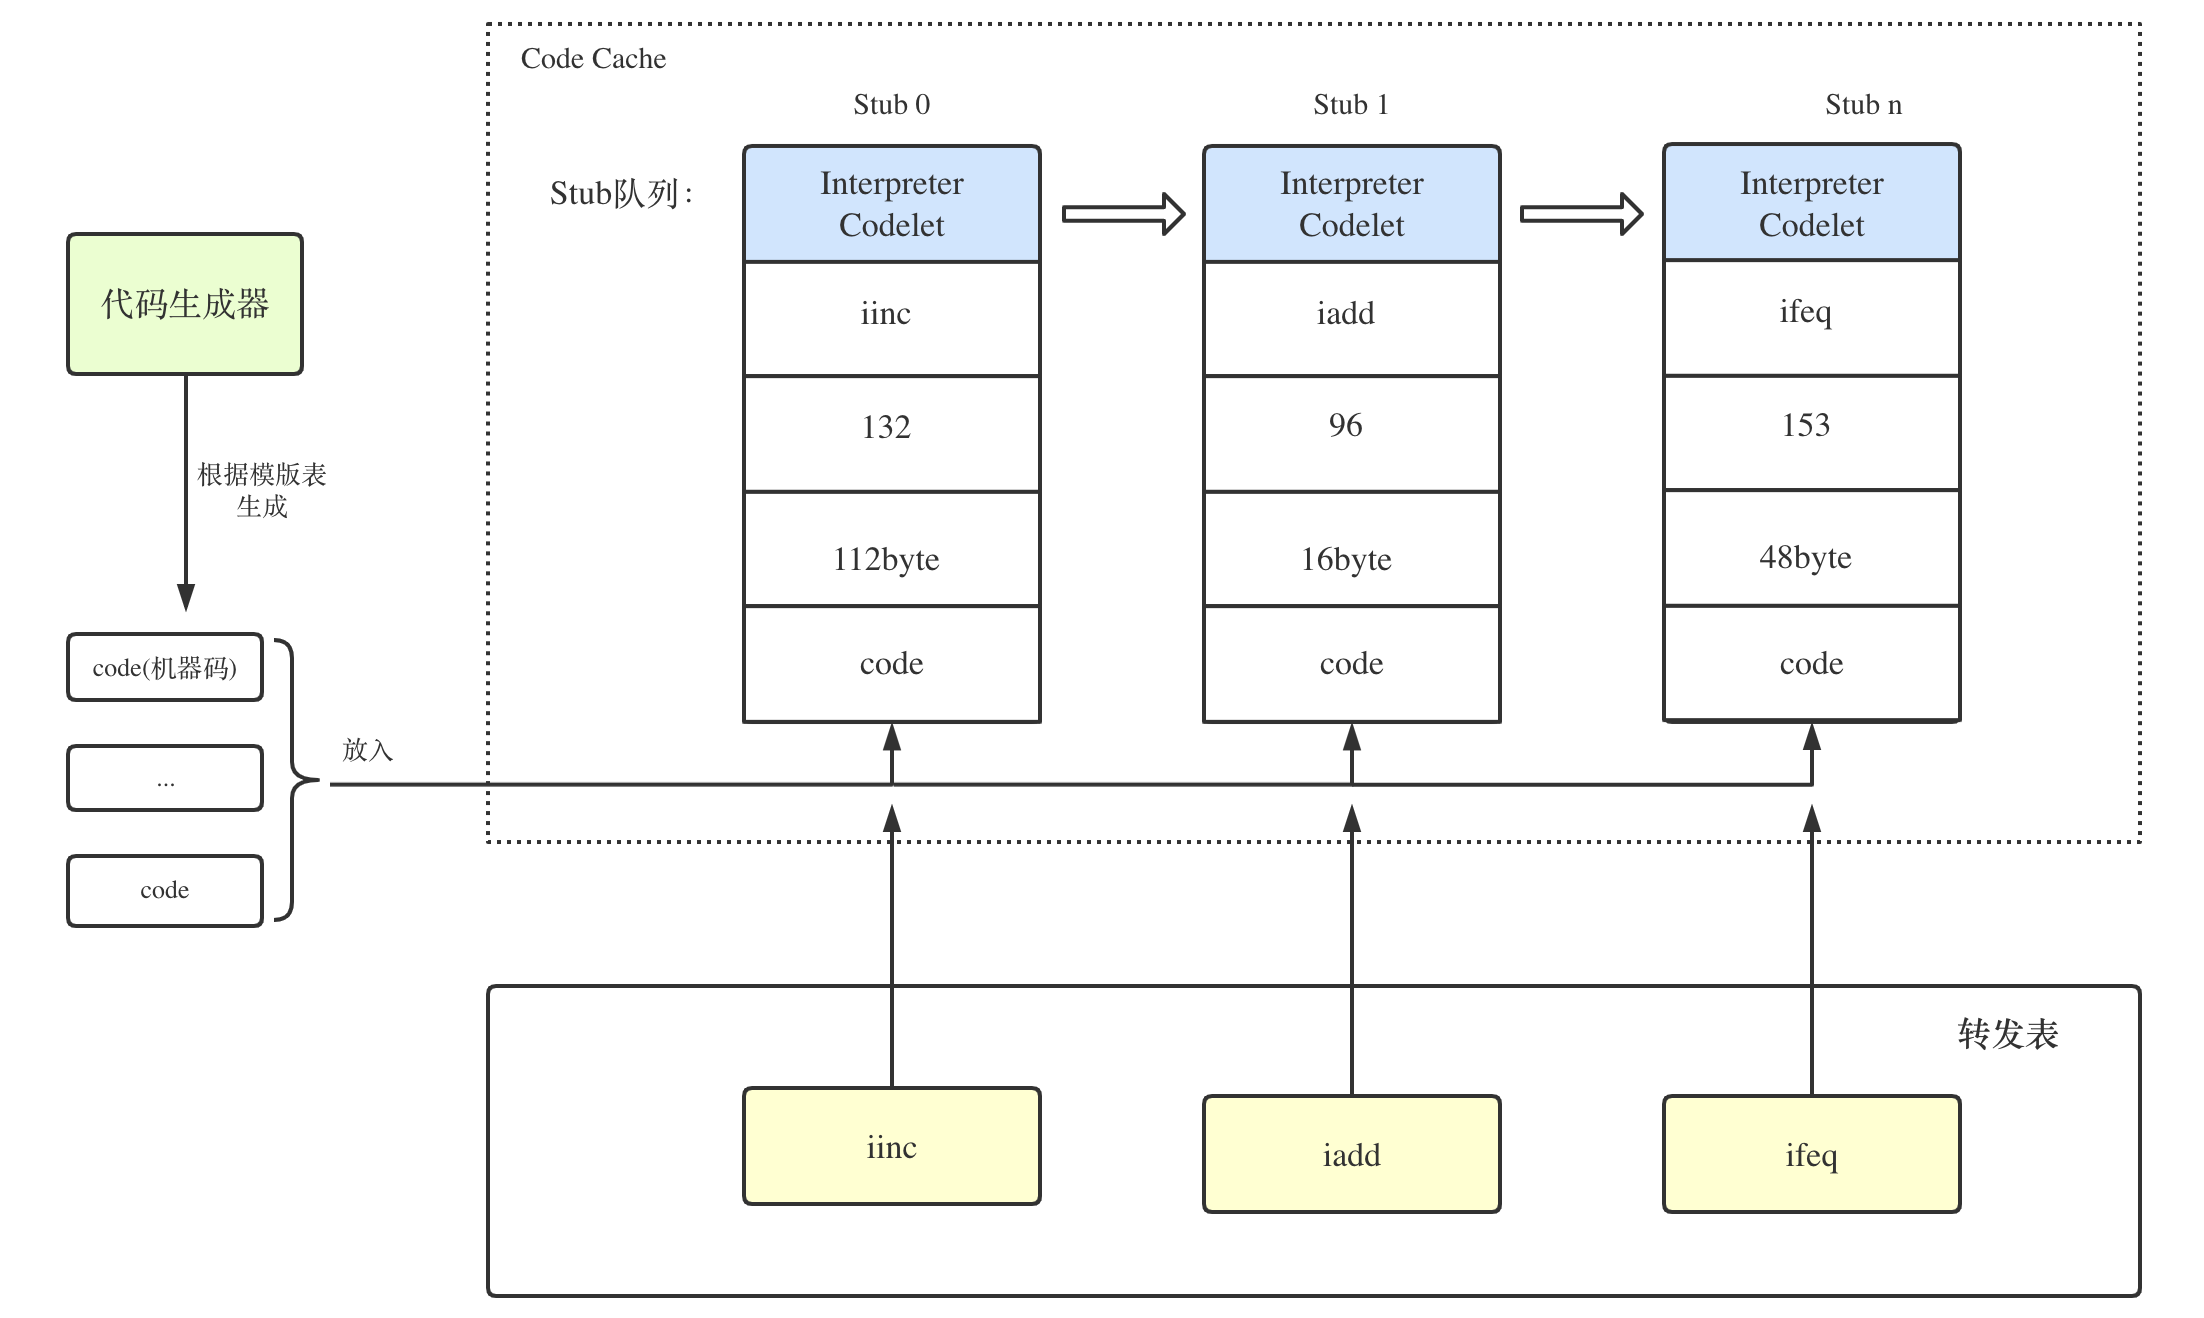 Code Cache
Stub 0
Stub 1
Stub n
Stub队列：
Interpreter
Codelet
Interpreter
Codelet
Interpreter
Codelet
iinc
iadd
ifeq
132
96
153
112byte
16byte
48byte
code
code
code
代码生成器
根据模版表
生成
code(机器码)
...
code
放入
转发表
iinc
iadd
ifeq